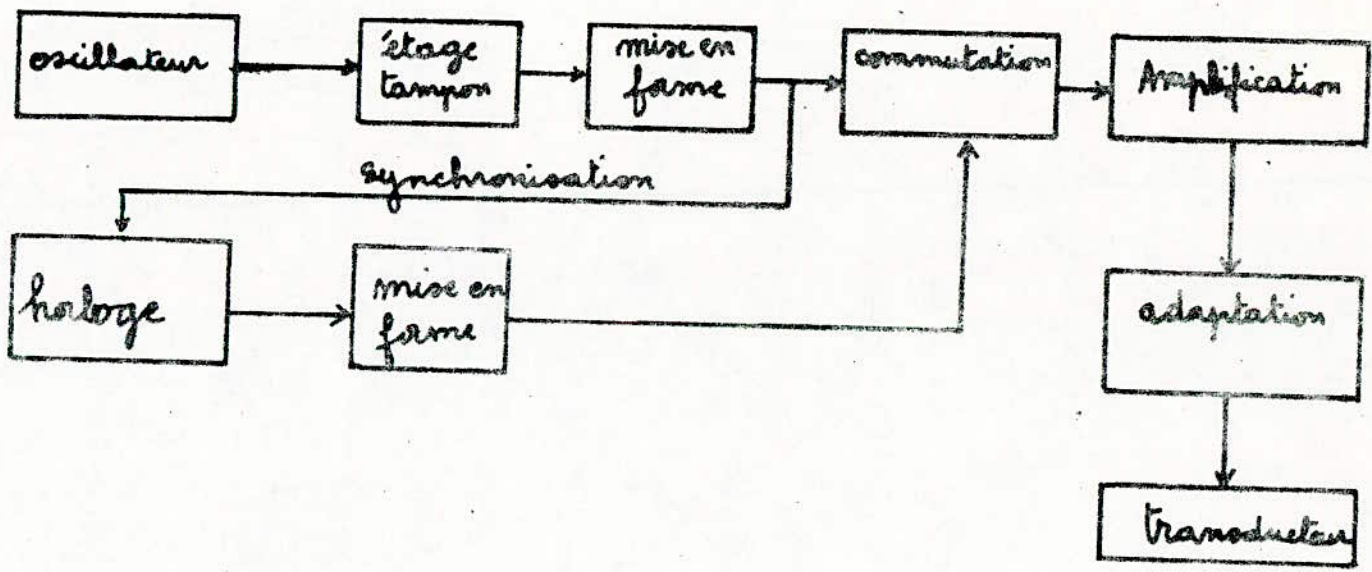 oscillateur
étage
tampon
mise en
forme
commutation
Amplification
synchronisation
horloge
mise en
forme
adaptation
transducteur